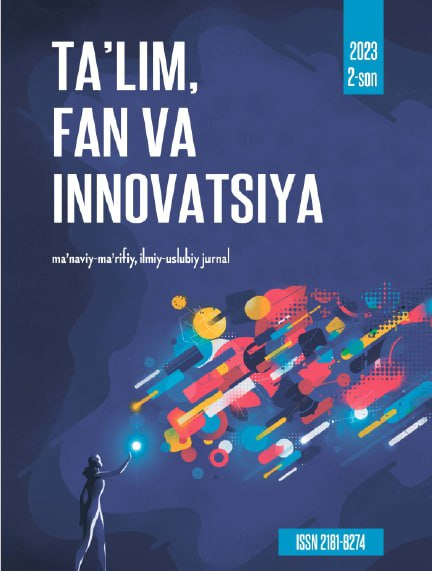 TA'LIM,
FAN VA
INNOVATSIYA
ma'naviy-ma'rifiy, ilmiy-uslubiy jurnal
2023
2-son
ISSN 2181-8274